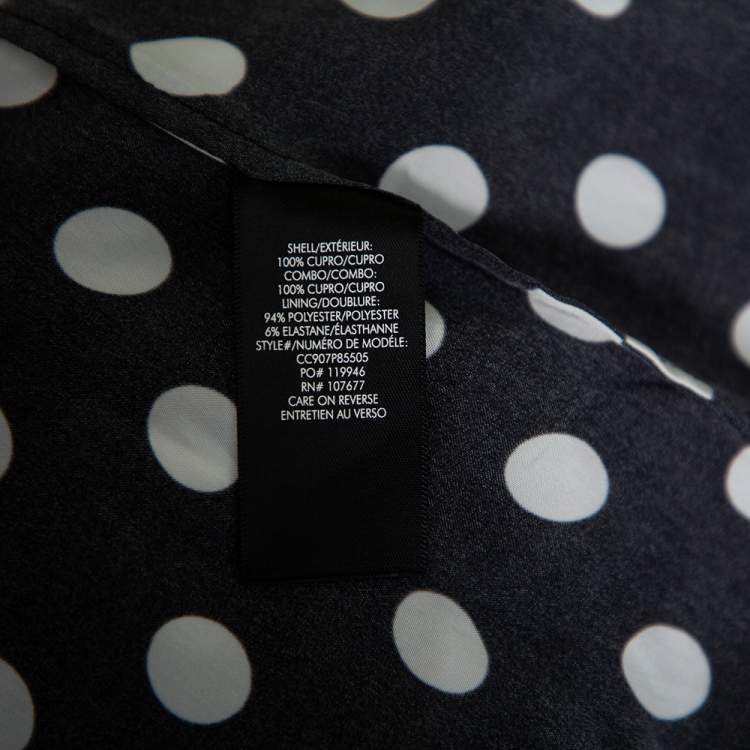 SHELL/EXTÉRIEUR:
100% CUPRO/CUPRO
COMBO/COMBO:
100% CUPRO/CUPRO
LINING/DOUBLURE:
94% POLYESTER/POLYESTER
6% ELASTANE/ÉLASTHANNE
STYLE#/NUMÉRO DE MODÉLE:
CC907P85505
PO# 119946
RN# 107677
CARE ON REVERSE
ENTRETIEN AU VERSO